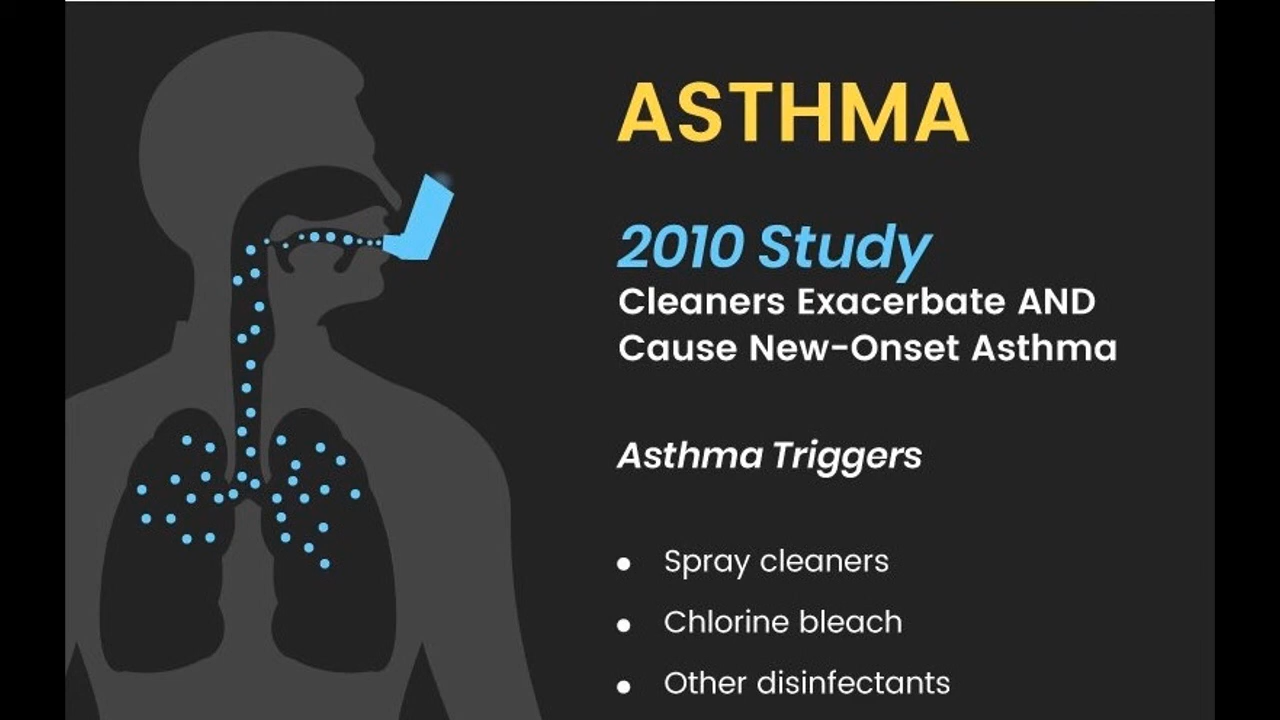 ASTHMA
2010 Study
Cleaners Exacerbate AND
Cause New-Onset Asthma
Asthma Triggers
• Spray cleaners
• Chlorine bleach
• Other disinfectants